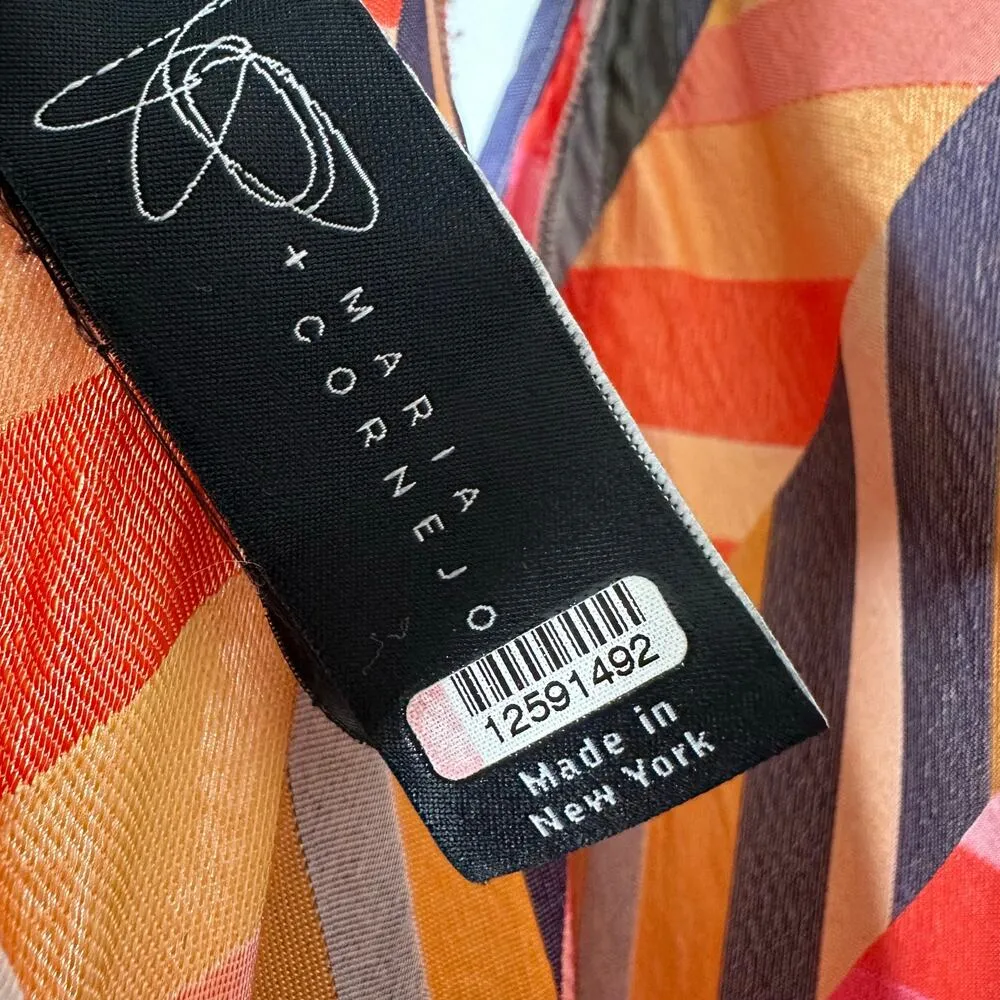 + MARIA
CORNEJO
12591492
Made in
New York